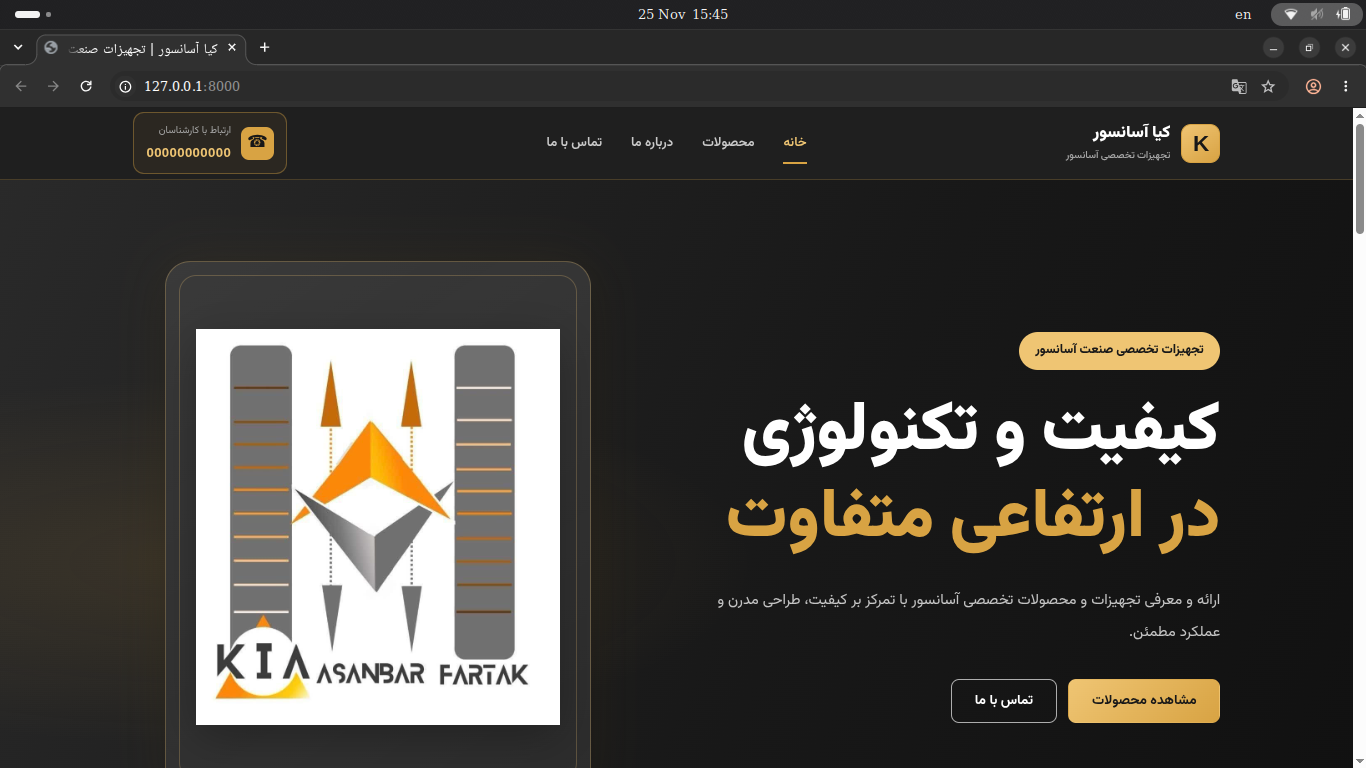 25 Nov 15:45
en
کیا آسانسور | تجهیزات صنعت
127.0.0.1:8000
K
کیا آسانسور
تجهیزات تخصصی آسانسور
خانه
محصولات
درباره ما
تماس با ما
ارتباط با کارشناسان
00000000000
تجهیزات تخصصی صنعت آسانسور
کیفیت و تکنولوژی
در ارتفاعی متفاوت
ارائه و معرفی تجهیزات و محصولات تخصصی آسانسور با تمرکز بر کیفیت، طراحی مدرن و
عملکرد مطمئن.
مشاهده محصولات
تماس با ما
KIA ASANBAR FARTAK